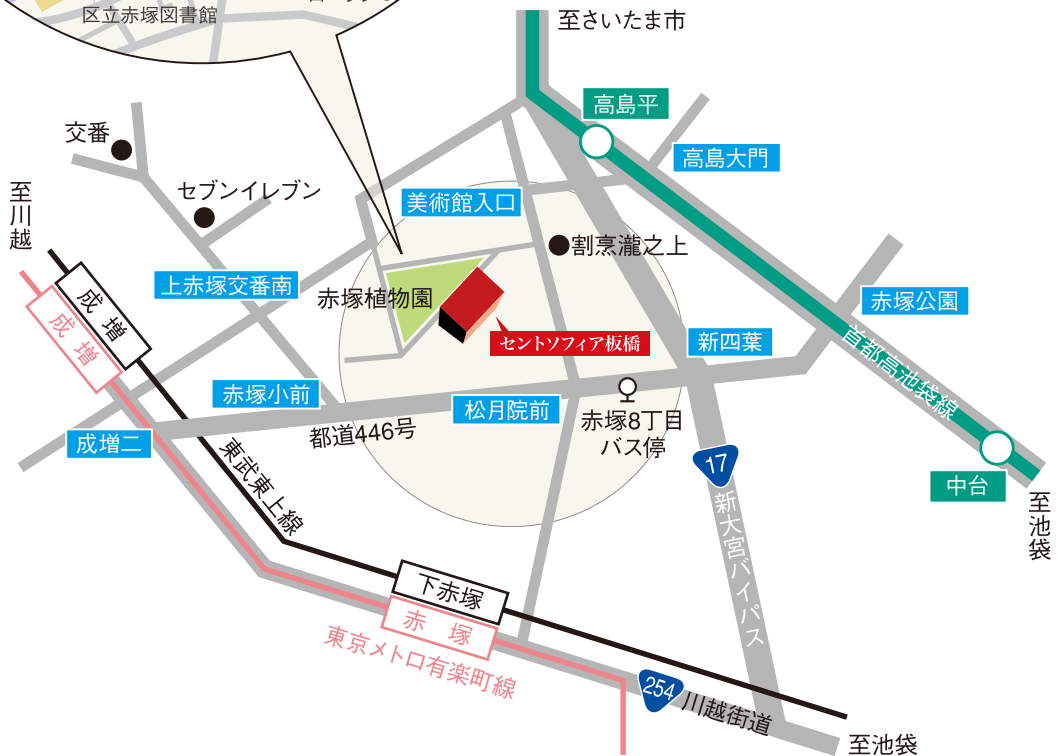 区立赤塚図書館
至さいたま市
高島平
交番
高島大門
セブンイレブン
至川越
美術館入口
割烹瀧之上
上赤塚交番南
赤塚植物園
赤塚公園
成増
成増
セントソフィア板橋
新四葉
首都高池袋線
赤塚小前
松月院前
赤塚8丁目
バス停
都道446号
成増二
東武東上線
17
新大宮バイパス
中台
至池袋
下赤塚
赤塚
東京メトロ有楽町線
254
川越街道
至池袋